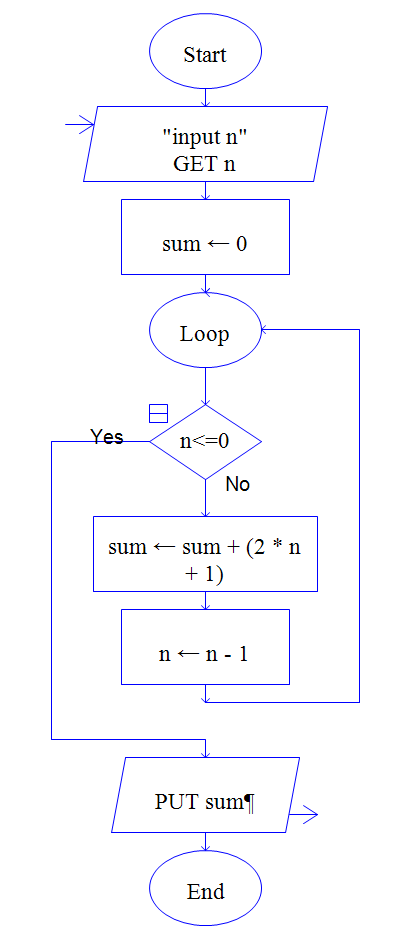 Start
"input n"
GET n
sum ← 0
Loop
n<=0
Yes
No
sum ← sum + (2 * n
+ 1)
n ← n - 1
PUT sum¶
End